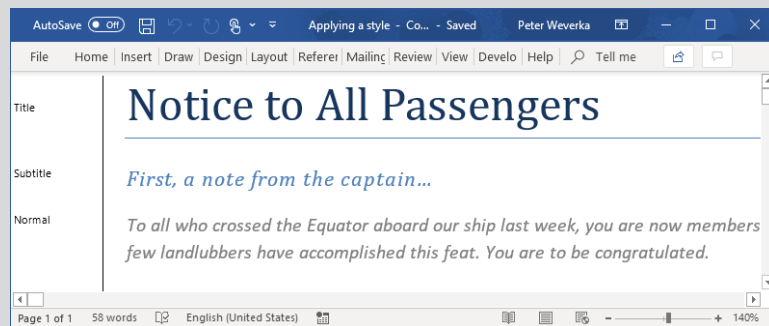 AutoSave Off Applying a style - Co... - Saved Peter Weverka
File Home Insert Draw Design Layout Referer Mailing Review View Develo Help Tell me
Title Notice to All Passengers
Subtitle First, a note from the captain...
Normal To all who crossed the Equator aboard our ship last week, you are now members
few landlubbers have accomplished this feat. You are to be congratulated.
Page 1 of 1 58 words English (United States) - + 140%